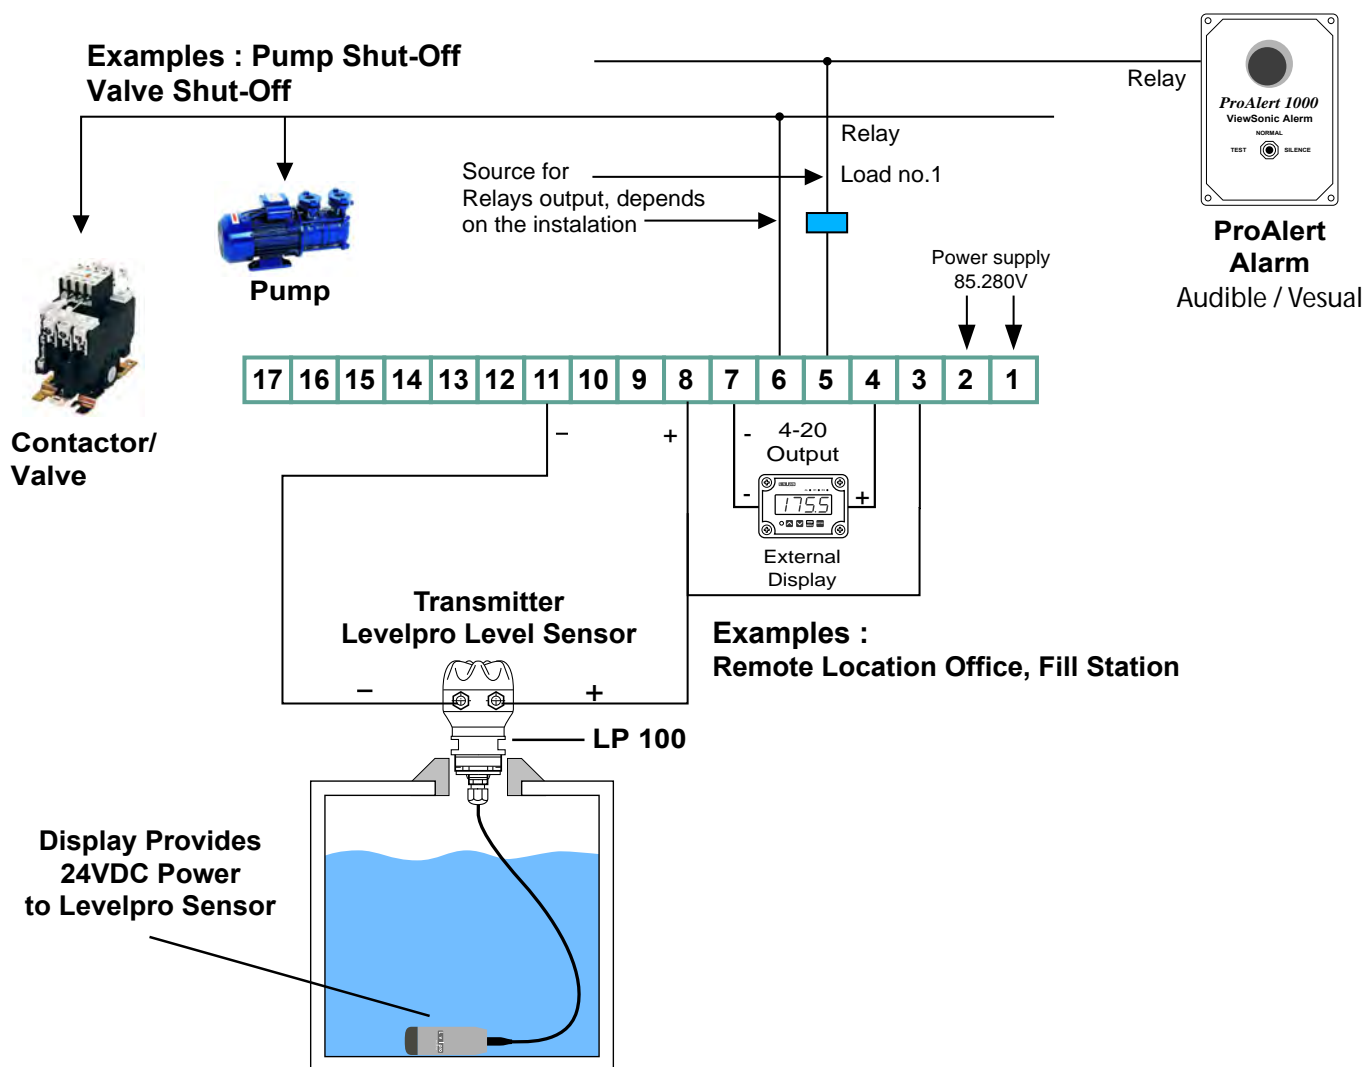 Examples : Pump Shut-Off
Valve Shut-Off
Relay
ProAlert 1000
ViewSonic Alerm
NORMAL
TEST
SILENCE
ProAlert
Alarm
Audible / Vesual
Relay
Load no.1
Source for
Relays output, depends
on the instalation
Power supply
85.280V
Pump
Contactor/
Valve
17 16 15 14 13 12 11 10 9 8 7 6 5 4 3 2 1
− + - 4-20
Output
- +
175.5
External
Display
Transmitter
Levelpro Level Sensor
− +
LP 100
Examples :
Remote Location Office, Fill Station
Display Provides
24VDC Power
to Levelpro Sensor